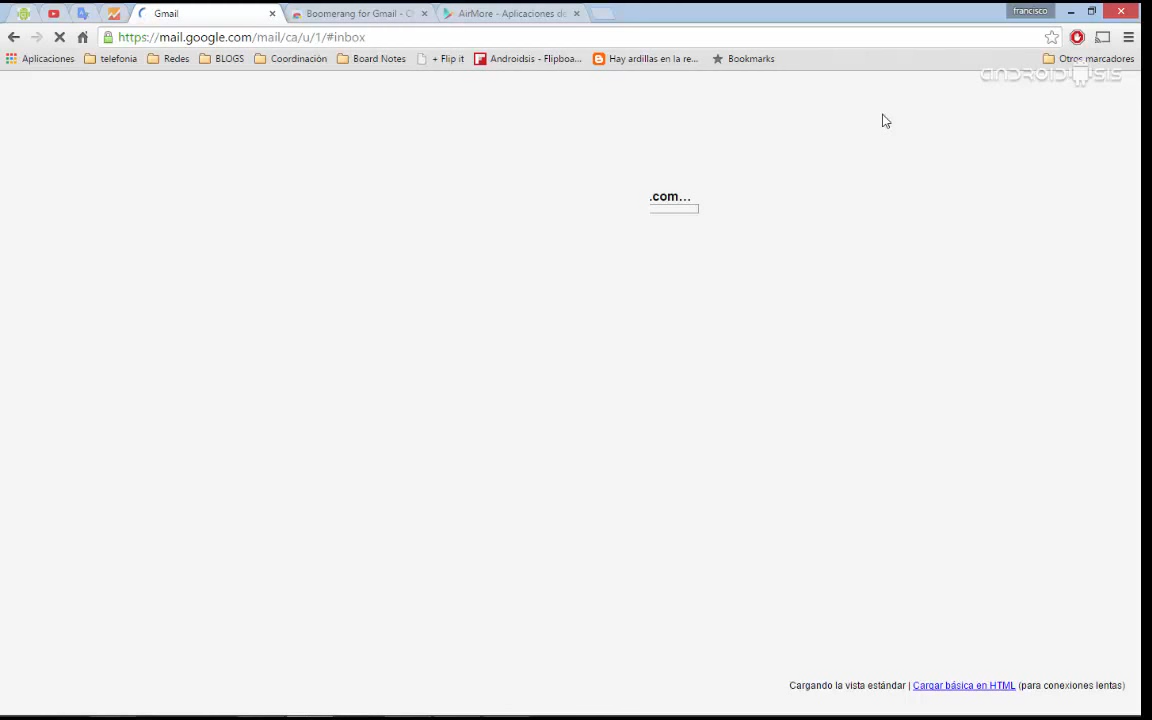 Gmail
Boomerang for Gmail - C
AirMore - Aplicaciones de
francisco
https://mail.google.com/mail/ca/u/1/#inbox
Aplicaciones
telefonia
Redes
BLOGS
Coordinación
Board Notes
+ Flip it
Androidsis - Flipboa...
Hay ardillas en la re...
Bookmarks
Otros marcadores
ANDROIDSIS
.com…
Cargando la vista estándar | Cargar básica en HTML (para conexiones lentas)